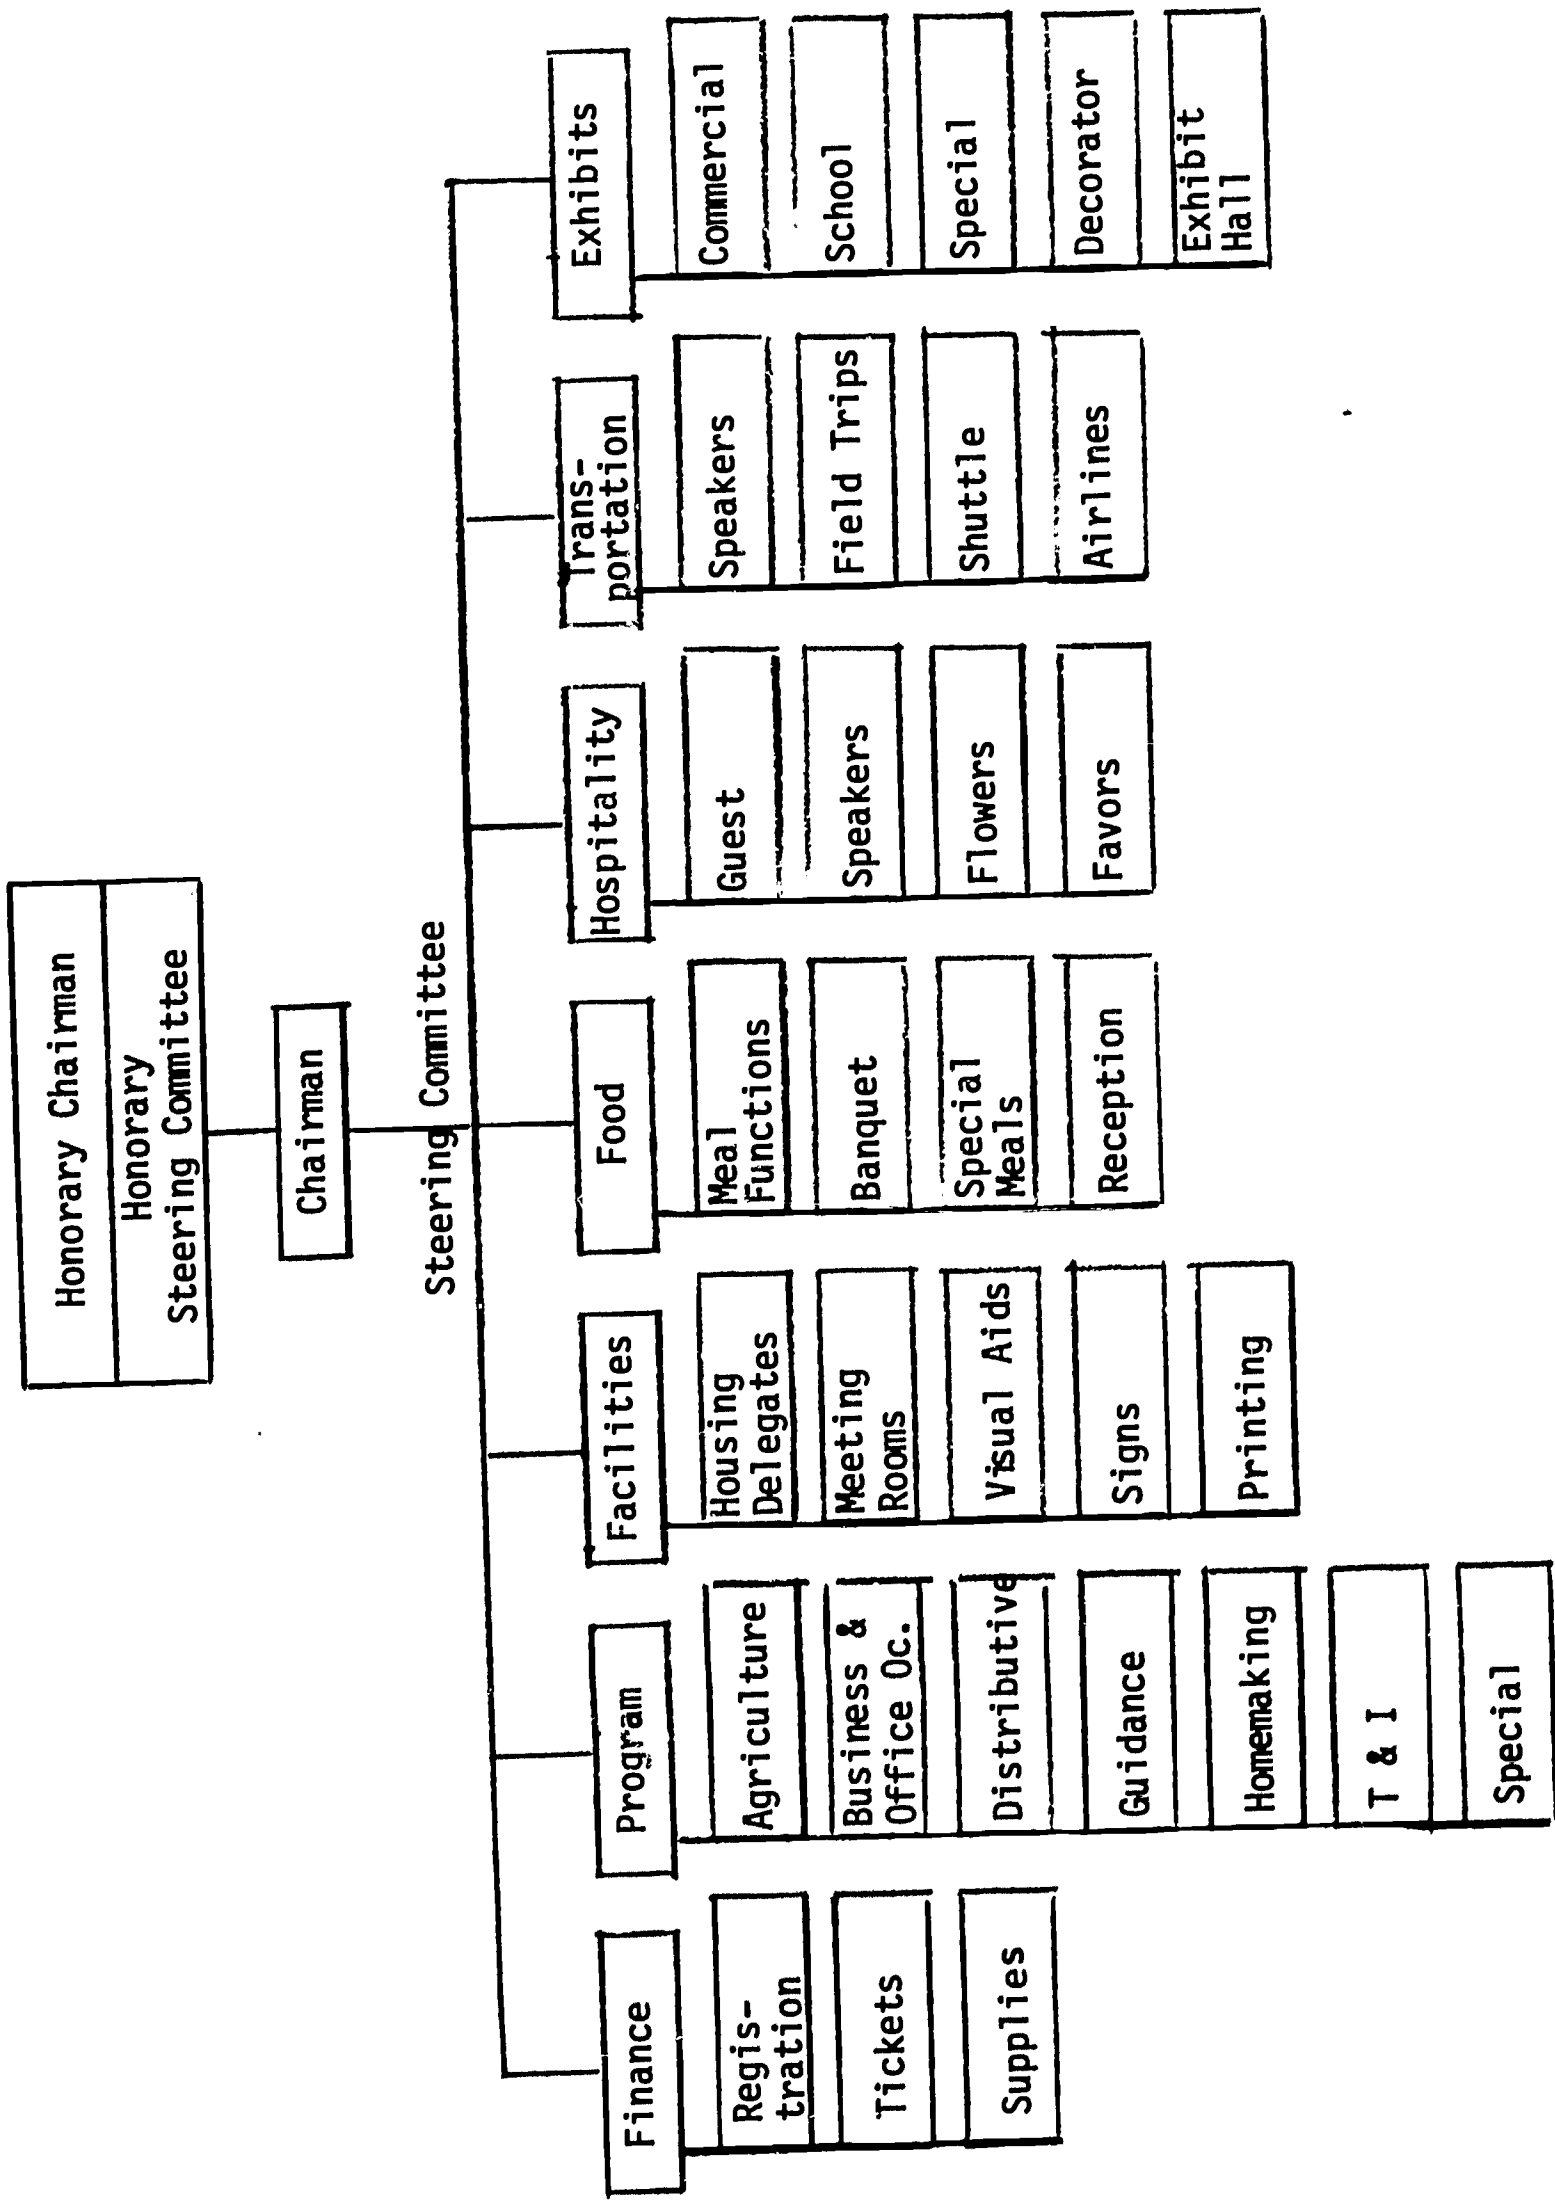 Honorary Chairman
Honorary
Steering Committee
Chairman
Steering Committee
Finance
Regis-
tration
Tickets
Supplies
Program
Agriculture
Business &
Office Oc.
Distributive
Guidance
Homemaking
T & I
Special
Facilities
Housing
Delegates
Meeting
Rooms
Visual Aids
Signs
Printing
Food
Meal
Functions
Banquet
Special
Meals
Reception
Hospitality
Guest
Speakers
Flowers
Favors
Trans-
portation
Speakers
Field Trips
Shuttle
Airlines
Exhibits
Commercial
School
Special
Decorator
Exhibit
Hall